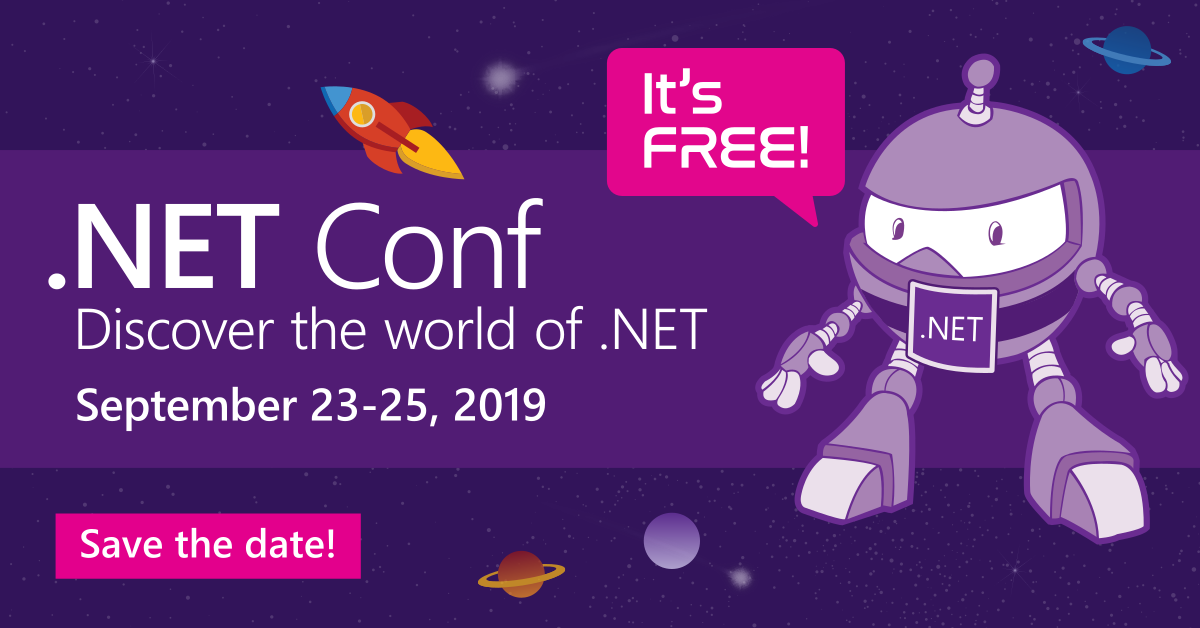 It's
FREE!
.NET Conf
Discover the world of .NET
September 23-25, 2019
.NET
Save the date!